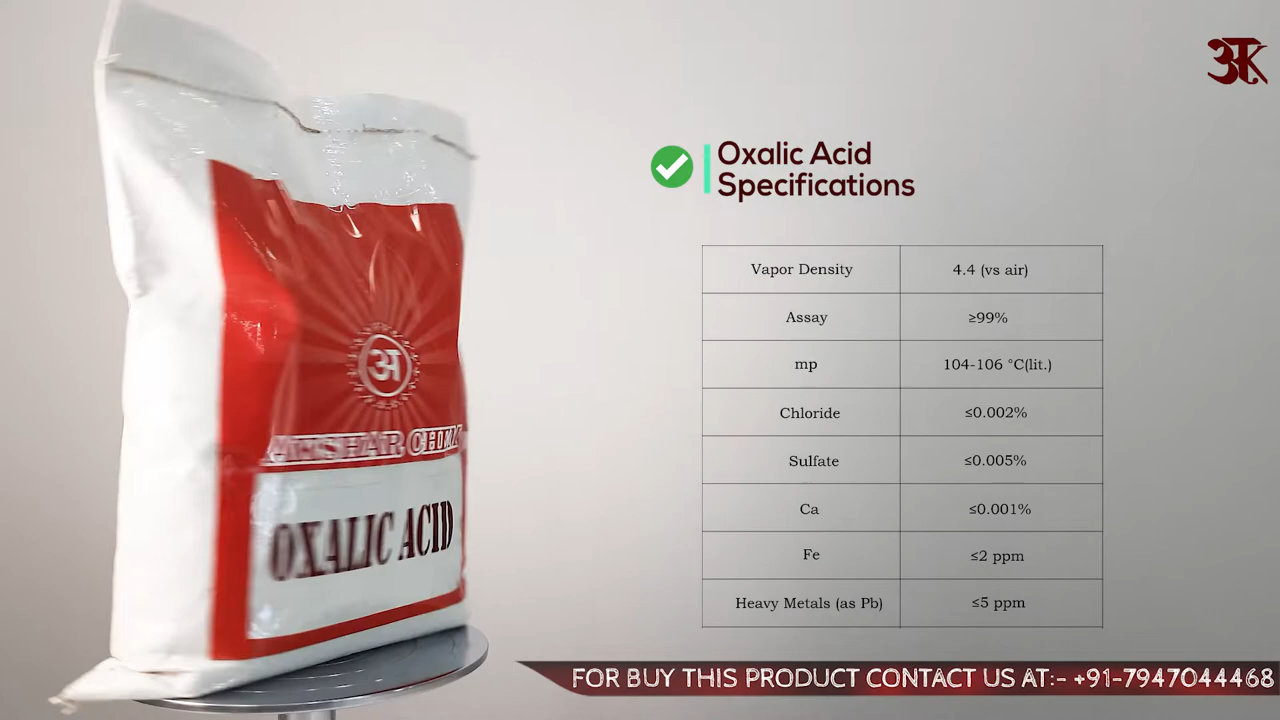 अ
OXALIC ACID
Oxalic Acid
Specifications
Vapor Density 4.4 (vs air)
Assay ≥99%
mp 104-106 °C(lit.)
Chloride ≤0.002%
Sulfate ≤0.005%
Ca ≤0.001%
Fe ≤2 ppm
Heavy Metals (as Pb) ≤5 ppm
FOR BUY THIS PRODUCT CONTACT US AT:- +91-7947044468